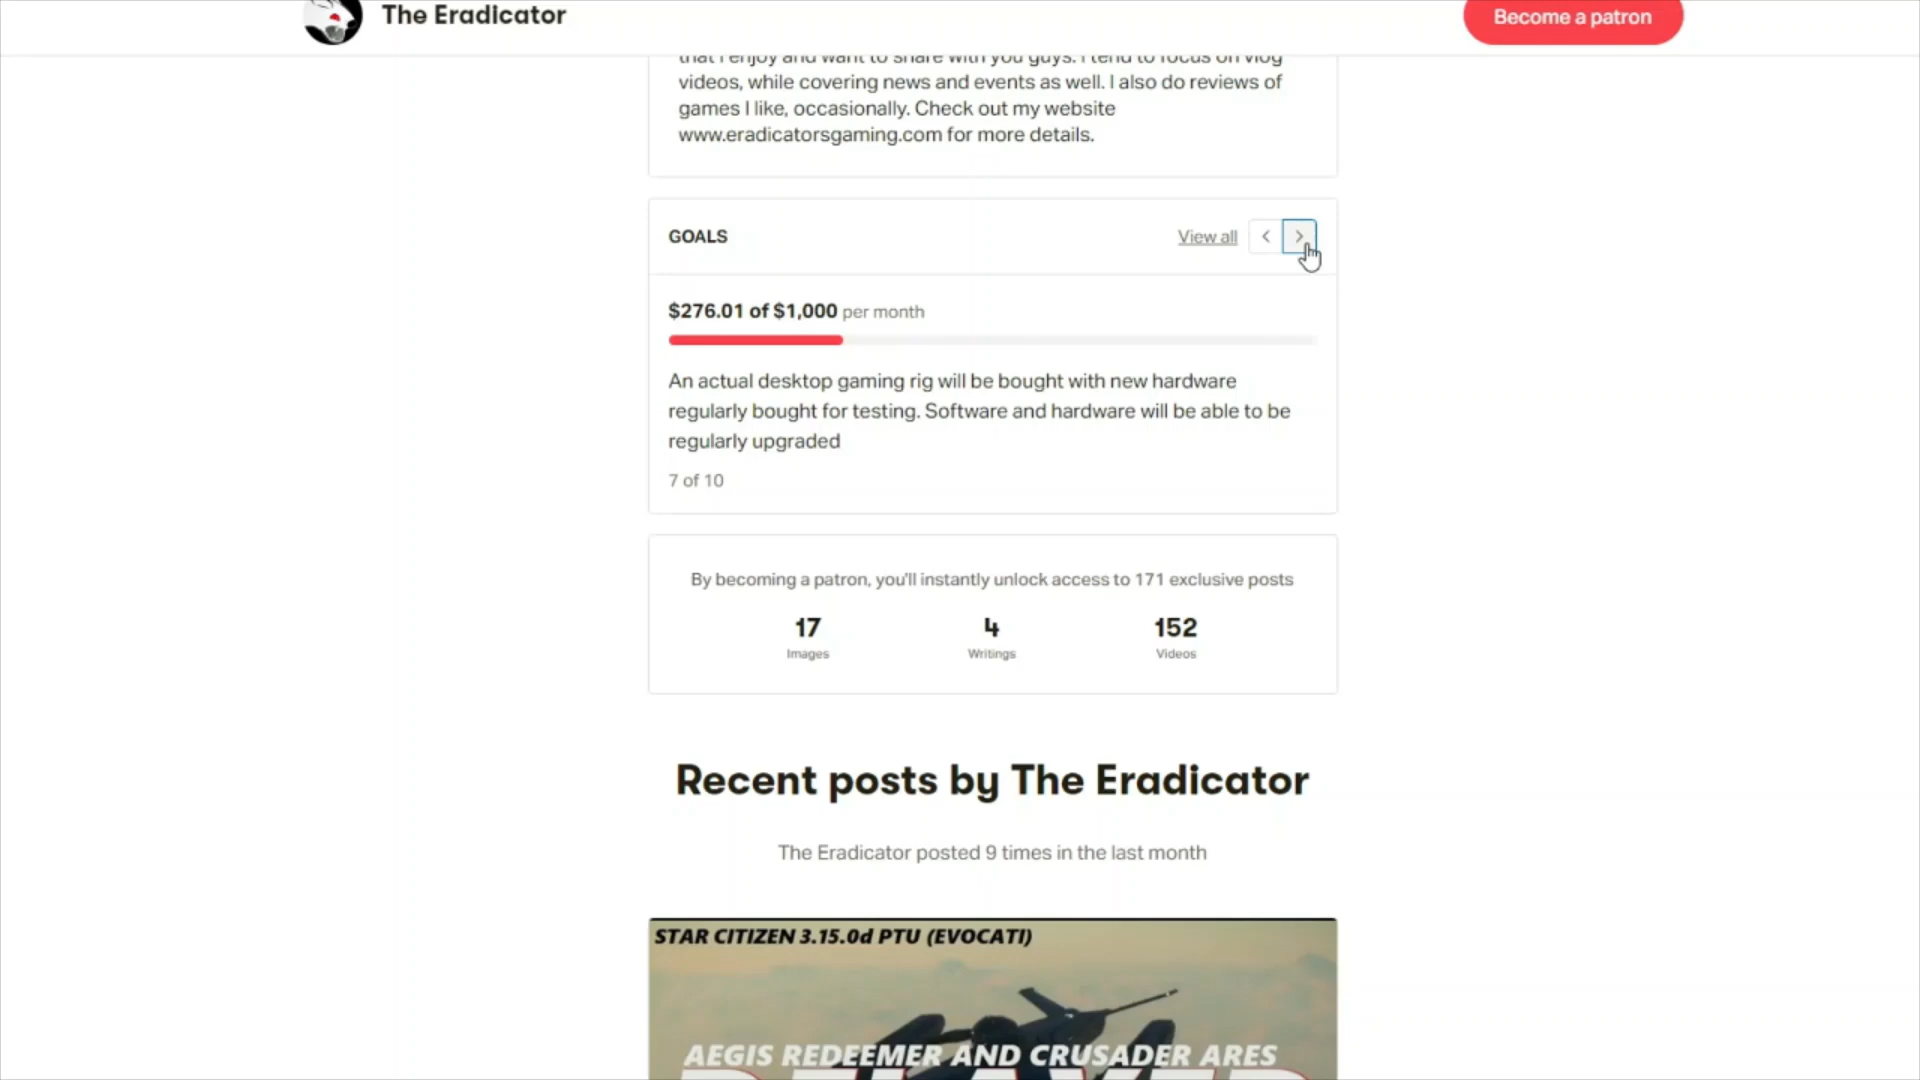 The Eradicator
Become a patron
that I enjoy and want to share with you guys. I tend to focus on vlog
videos, while covering news and events as well. I also do reviews of
games I like, occasionally. Check out my website
www.eradicatorsgaming.com for more details.
GOALS
View all
$276.01 of $1,000 per month
An actual desktop gaming rig will be bought with new hardware
regularly bought for testing. Software and hardware will be able to be
regularly upgraded
7 of 10
By becoming a patron, you'll instantly unlock access to 171 exclusive posts
17 4 152
Images Writings Videos
Recent posts by The Eradicator
The Eradicator posted 9 times in the last month
STAR CITIZEN 3.15.0d PTU (EVOCATI)
AEGIS REDEEMER AND CRUSADER ARES